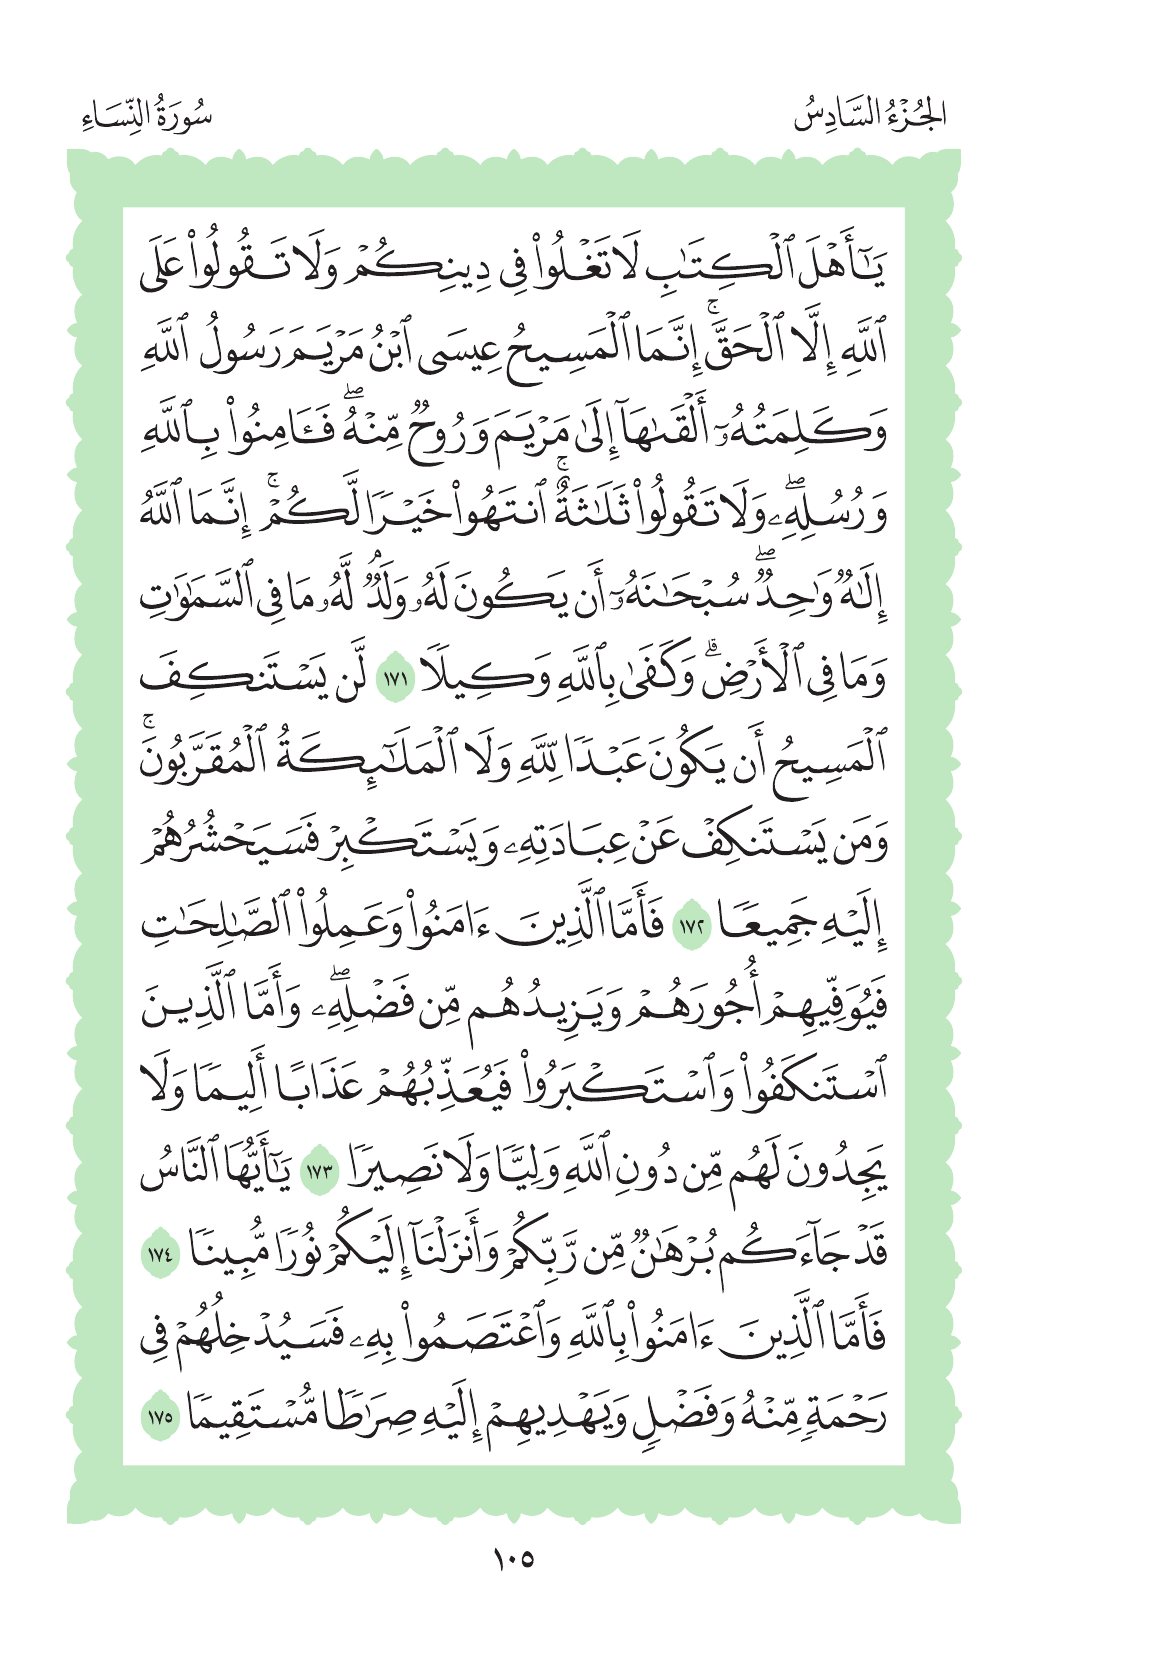 الجُزْءُ السَّادِسُ
سُورَةُ النِّسَاءِ
يَـٰٓأَهۡلَ ٱلۡكِتَـٰبِ لَا تَغۡلُوا۟ فِى دِينِكُمۡ وَلَا تَقُولُوا۟ عَلَى
ٱللَّهِ إِلَّا ٱلۡحَقَّۚ إِنَّمَا ٱلۡمَسِيحُ عِيسَى ٱبۡنُ مَرۡيَمَ رَسُولُ ٱللَّهِ
وَكَلِمَتُهُۥٓ أَلۡقَىٰهَآ إِلَىٰ مَرۡيَمَ وَرُوحٌ مِّنۡهُۖ فَـَٔامِنُوا۟ بِٱللَّهِ
وَرُسُلِهِۦۖ وَلَا تَقُولُوا۟ ثَلَـٰثَةٌۚ ٱنتَهُوا۟ خَيۡرًا لَّكُمۡۚ إِنَّمَا ٱللَّهُ
إِلَـٰهٌ وَٰحِدٌۖ سُبۡحَـٰنَهُۥٓ أَن يَكُونَ لَهُۥ وَلَدٌۘ لَّهُۥ مَا فِى ٱلسَّمَـٰوَٰتِ
وَمَا فِى ٱلۡأَرۡضِۗ وَكَفَىٰ بِٱللَّهِ وَكِيلًا ١٧١ لَّن يَسۡتَنكِفَ
ٱلۡمَسِيحُ أَن يَكُونَ عَبۡدًا لِّلَّهِ وَلَا ٱلۡمَلَـٰٓئِكَةُ ٱلۡمُقَرَّبُونَۚ
وَمَن يَسۡتَنكِفۡ عَنۡ عِبَادَتِهِۦ وَيَسۡتَكۡبِرۡ فَسَيَحۡشُرُهُمۡ
إِلَيۡهِ جَمِيعًا ١٧٢ فَأَمَّا ٱلَّذِينَ ءَامَنُوا۟ وَعَمِلُوا۟ ٱلصَّـٰلِحَـٰتِ
فَيُوَفِّيهِمۡ أُجُورَهُمۡ وَيَزِيدُهُم مِّن فَضۡلِهِۦۖ وَأَمَّا ٱلَّذِينَ
ٱسۡتَنكَفُوا۟ وَٱسۡتَكۡبَرُوا۟ فَيُعَذِّبُهُمۡ عَذَابًا أَلِيمًا وَلَا
يَجِدُونَ لَهُم مِّن دُونِ ٱللَّهِ وَلِيًّا وَلَا نَصِيرًا ١٧٣ يَـٰٓأَيُّهَا ٱلنَّاسُ
قَدۡ جَآءَكُم بُرۡهَـٰنٌ مِّن رَّبِّكُمۡ وَأَنزَلۡنَآ إِلَيۡكُمۡ نُورًا مُّبِينًا ١٧٤
فَأَمَّا ٱلَّذِينَ ءَامَنُوا۟ بِٱللَّهِ وَٱعۡتَصَمُوا۟ بِهِۦ فَسَيُدۡخِلُهُمۡ فِى
رَحۡمَةٍ مِّنۡهُ وَفَضۡلٍ وَيَهۡدِيهِمۡ إِلَيۡهِ صِرَٰطًا مُّسۡتَقِيمًا ١٧٥
١٠٥